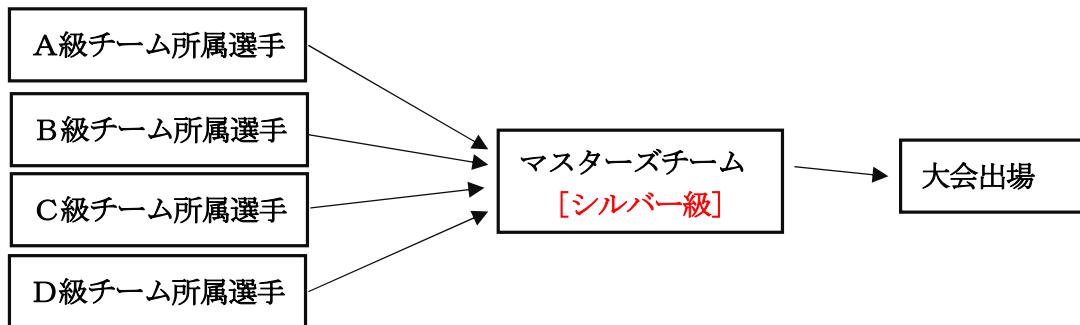 A級チーム所属選手
B級チーム所属選手
C級チーム所属選手
D級チーム所属選手
マスターズチーム
[シルバー級]
大会出場